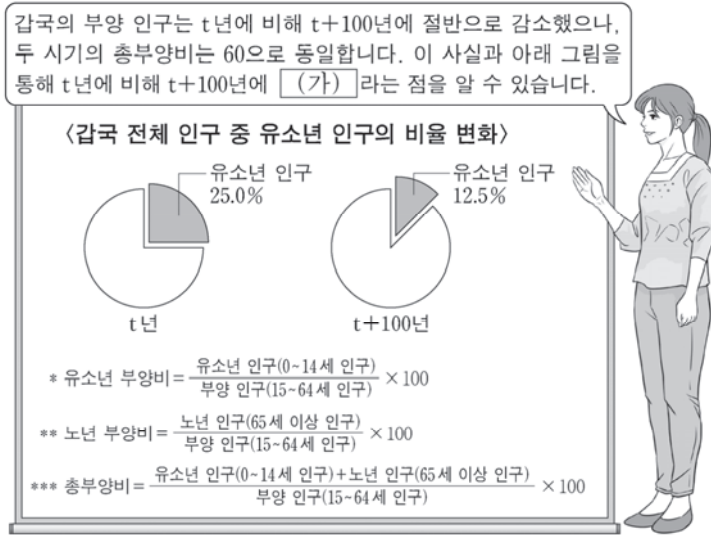 갑국의 부양 인구는 t년에 비해 t+100년에 절반으로 감소했으나,
두 시기의 총부양비는 60으로 동일합니다. 이 사실과 아래 그림을
통해 t년에 비해 t+100년에 (가) 라는 점을 알 수 있습니다.
〈갑국 전체 인구 중 유소년 인구의 비율 변화〉
유소년 인구
25.0%
유소년 인구
12.5%
t년
t+100년
* 유소년 부양비=유소년 인구(0~14세 인구)/부양 인구(15~64세 인구)×100
** 노년 부양비=노년 인구(65세 이상 인구)/부양 인구(15~64세 인구)×100
*** 총부양비=유소년 인구(0~14세 인구)+노년 인구(65세 이상 인구)/부양 인구(15~64세 인구)×100